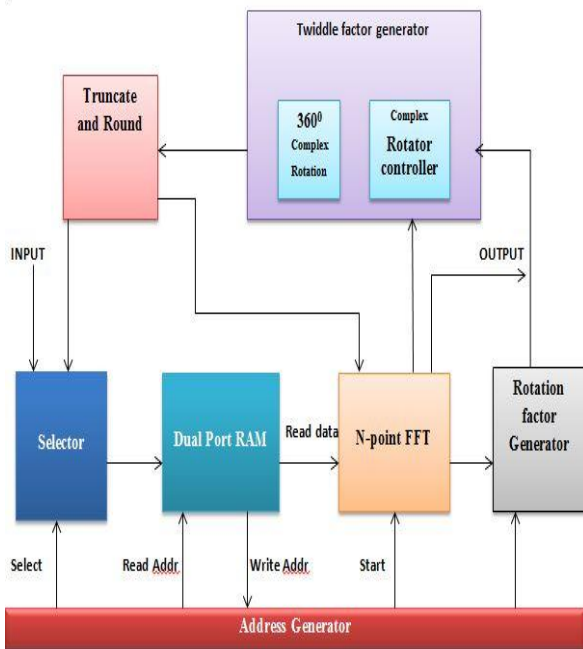 Twiddle factor generator
Truncate
and Round
360⁰
Complex
Rotation
Complex
Rotator
controller
INPUT
OUTPUT
Selector
Dual Port RAM
Read data
N-point FFT
Rotation
factor
Generator
Select
Read Addr
Write Addr
Start
Address Generator